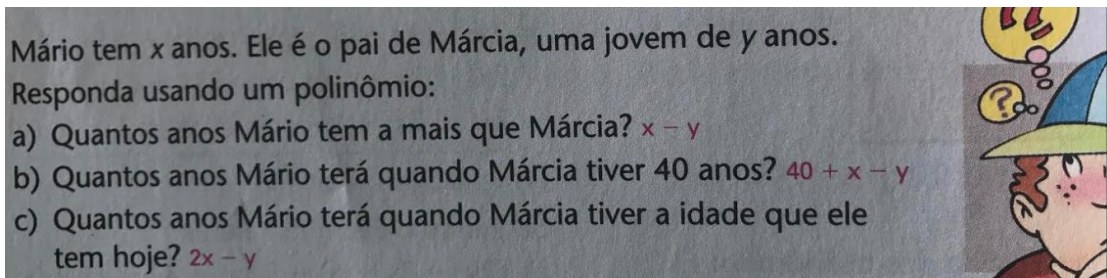 Mário tem x anos. Ele é o pai de Márcia, uma jovem de y anos.
Responda usando um polinômio:
a) Quantos anos Mário tem a mais que Márcia? x – y
b) Quantos anos Mário terá quando Márcia tiver 40 anos? 40 + x – y
c) Quantos anos Mário terá quando Márcia tiver a idade que ele
tem hoje? 2x – y
?